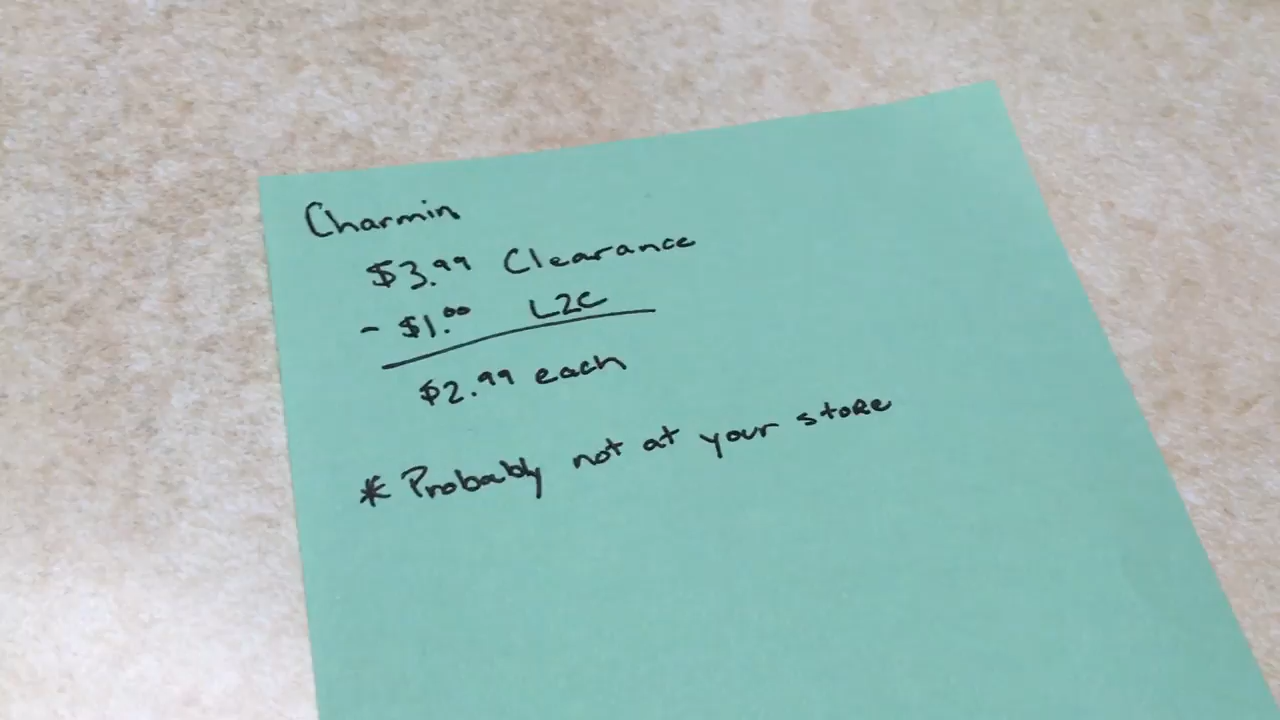 Charmin
$3.99 Clearance
- $1.00 L2C
$2.99 each
* Probably not at your store